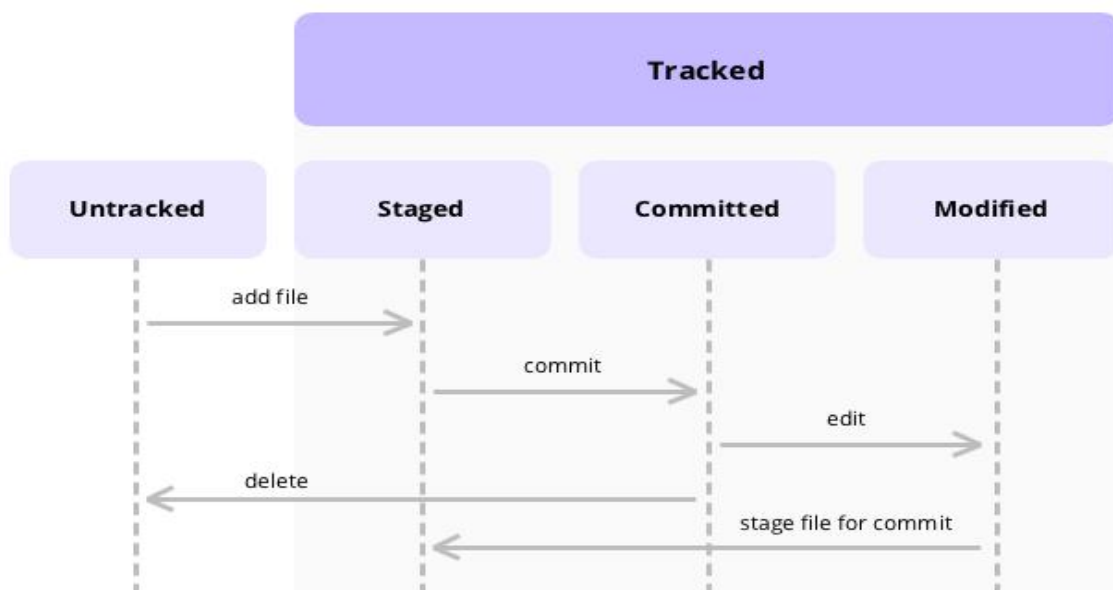 Tracked
Untracked
Staged
Committed
Modified
add file
commit
edit
delete
stage file for commit